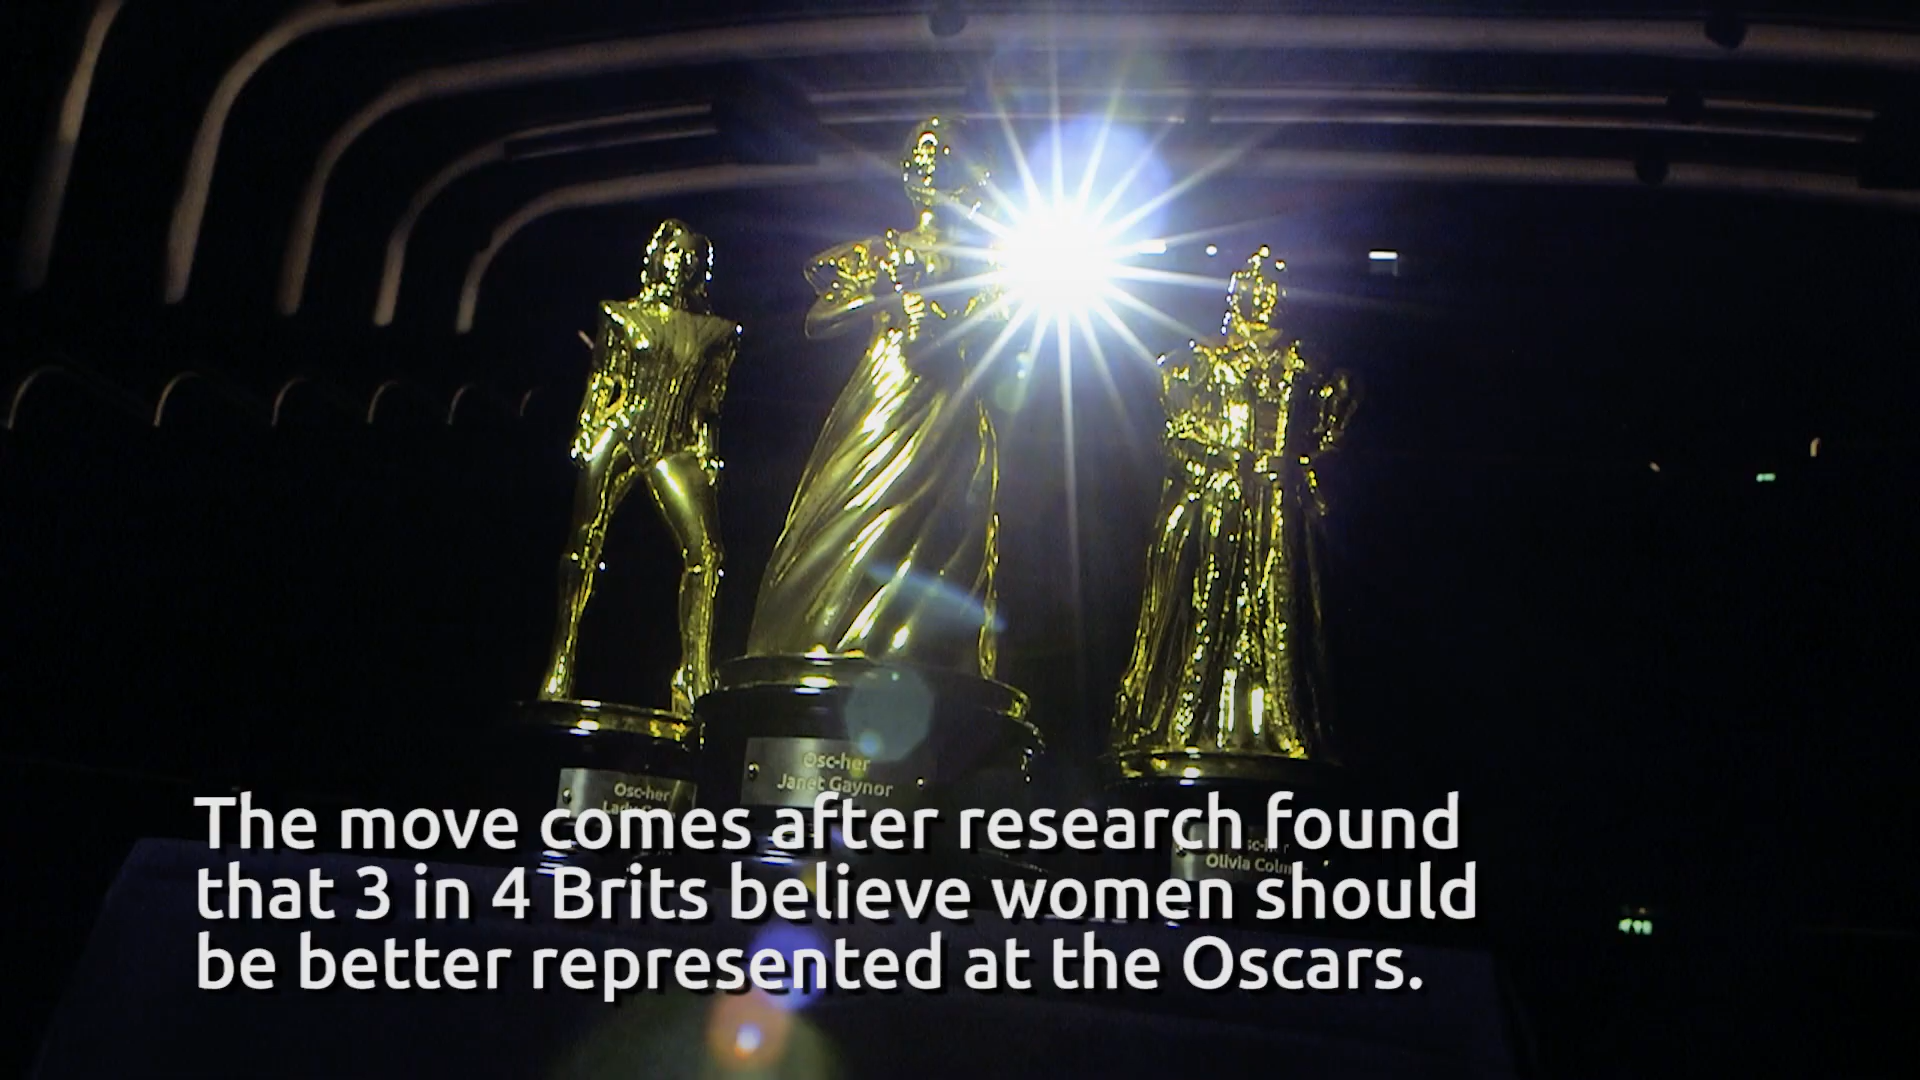 Osc-her
Janet Gaynor
Osc-her
Olivia
The move comes after research found
that 3 in 4 Brits believe women should
be better represented at the Oscars.